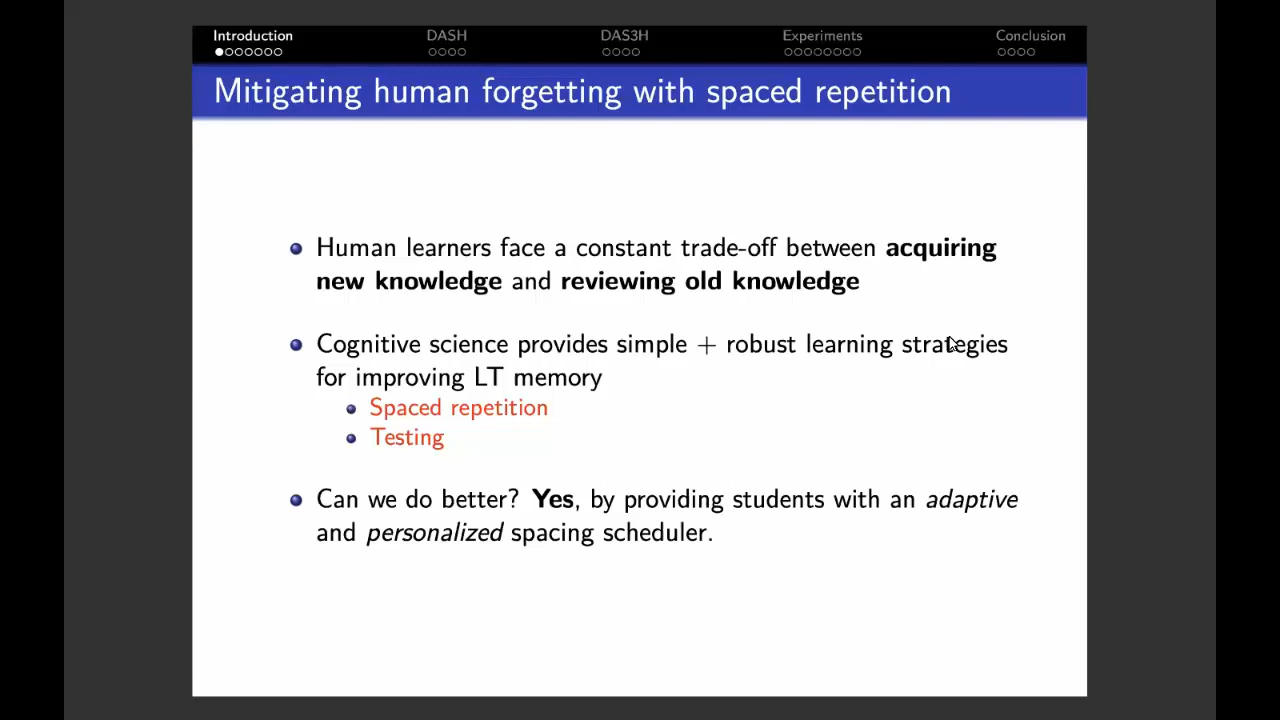 Introduction DASH DAS3H Experiments Conclusion
Mitigating human forgetting with spaced repetition
Human learners face a constant trade-off between acquiring
new knowledge and reviewing old knowledge
Cognitive science provides simple + robust learning strategies
for improving LT memory
Spaced repetition
Testing
Can we do better? Yes, by providing students with an adaptive
and personalized spacing scheduler.